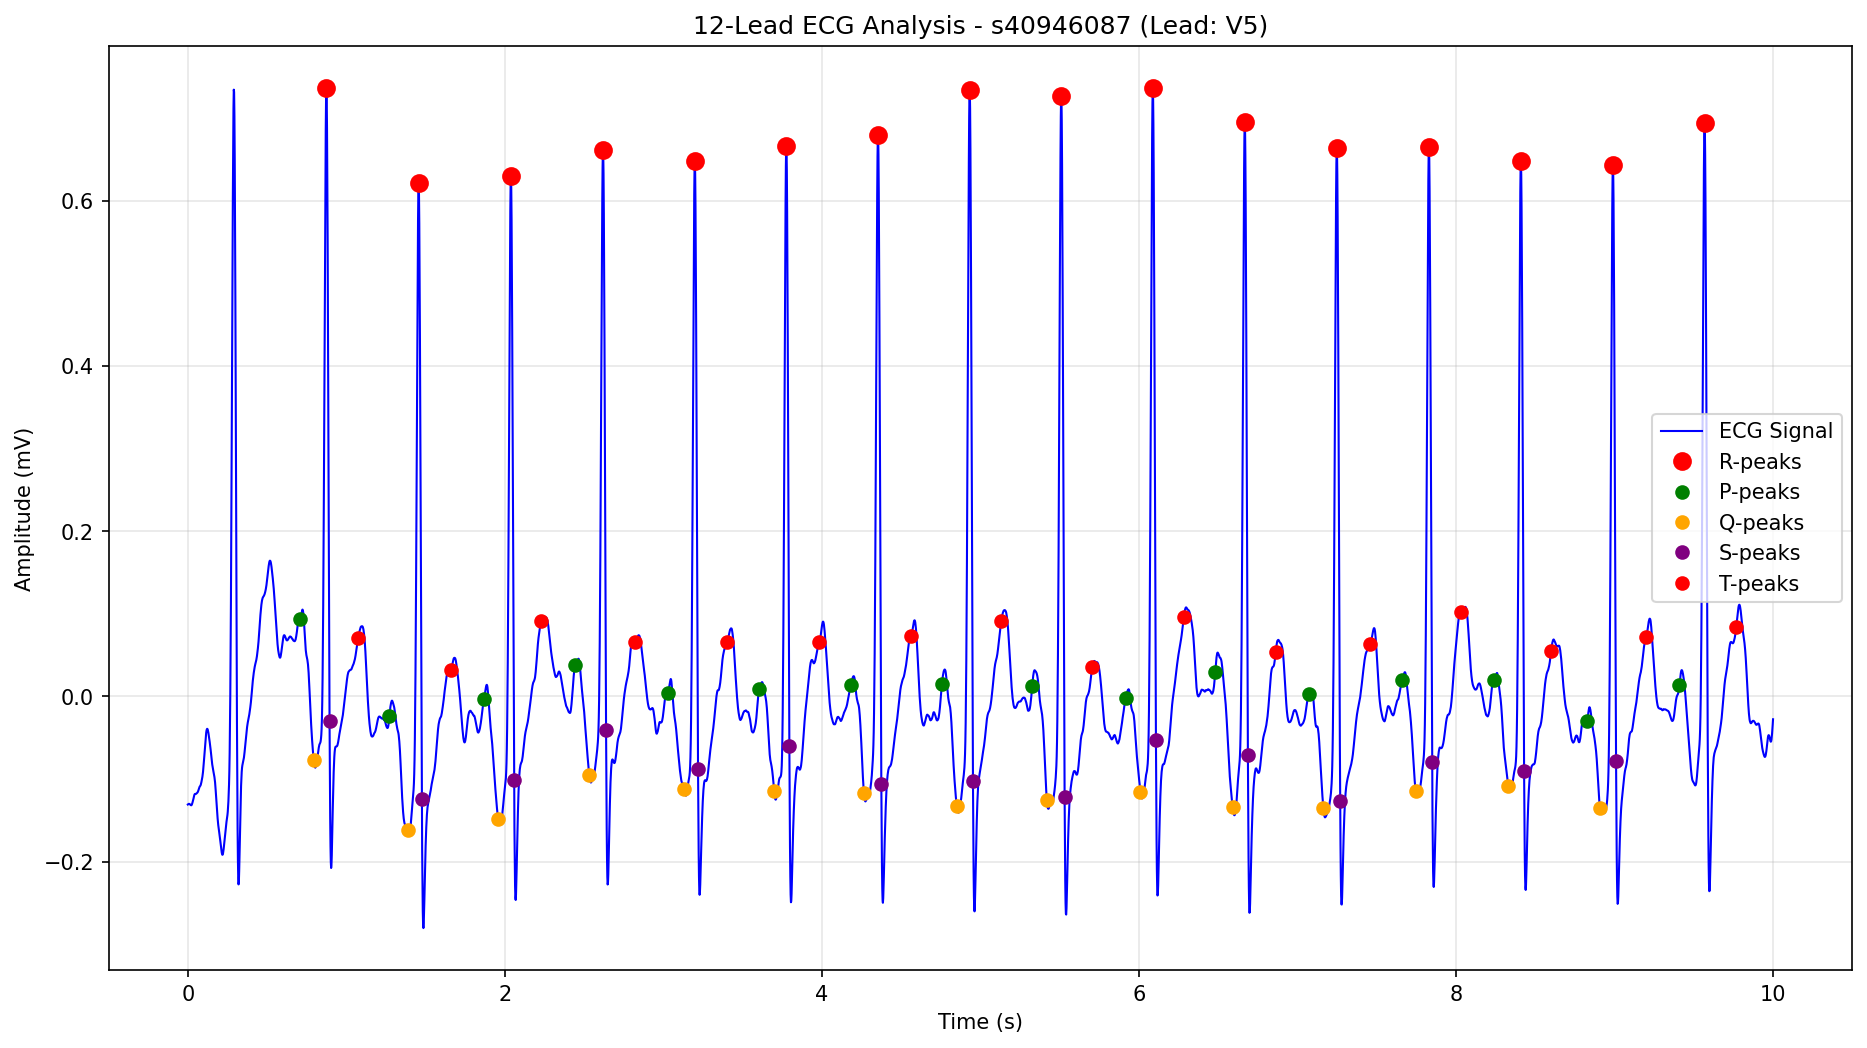 12-Lead ECG Analysis - s40946087 (Lead: V5)
Amplitude (mV)
0.6
0.4
0.2
0.0
−0.2
0 2 4 6 8 10
Time (s)
ECG Signal
R-peaks
P-peaks
Q-peaks
S-peaks
T-peaks